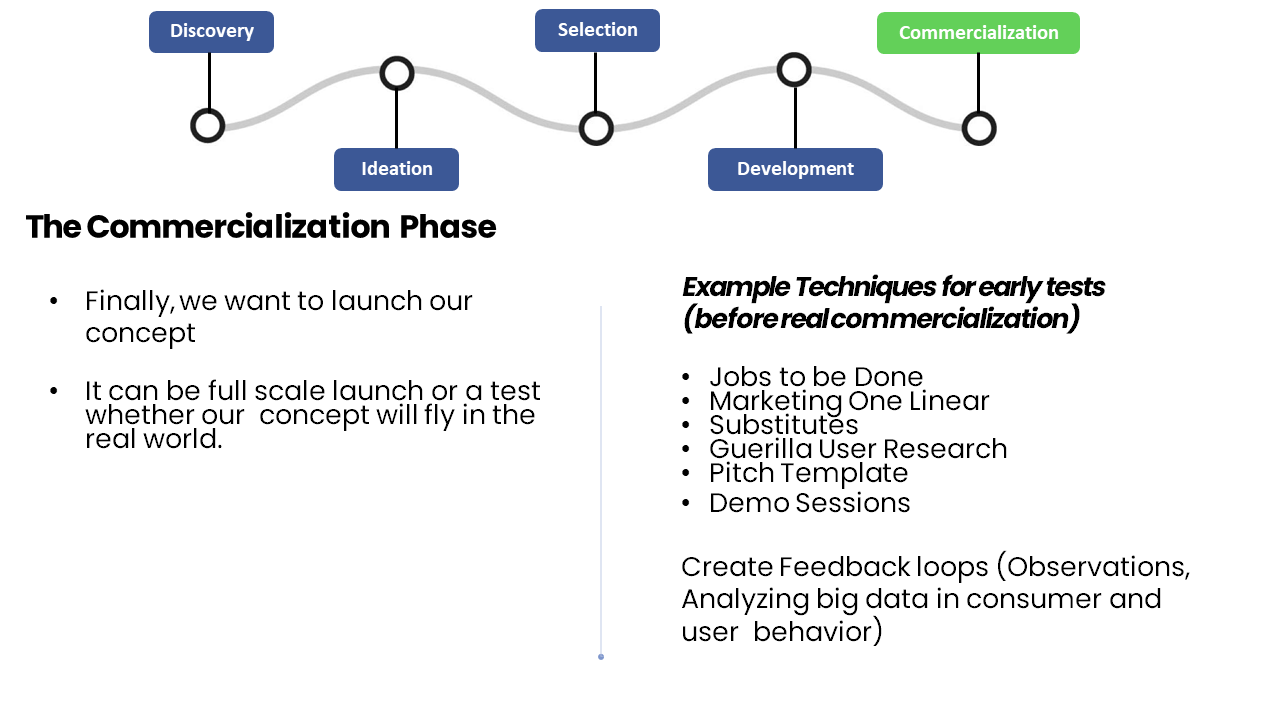 Discovery
Selection
Commercialization
Ideation
Development
The Commercialization Phase
• Finally, we want to launch our
concept
• It can be full scale launch or a test
whether our concept will fly in the
real world.
Example Techniques for early tests
(before real commercialization)
• Jobs to be Done
• Marketing One Linear
• Substitutes
• Guerilla User Research
• Pitch Template
• Demo Sessions
Create Feedback loops (Observations,
Analyzing big data in consumer and
user behavior)